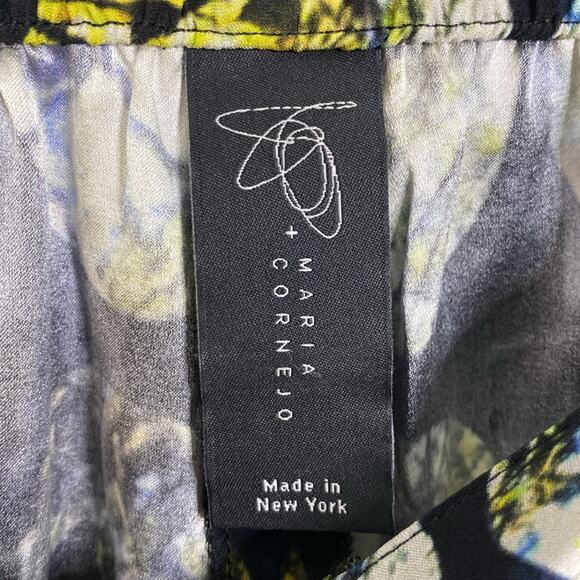 + MARIA
CORNEJO
Made in
New York